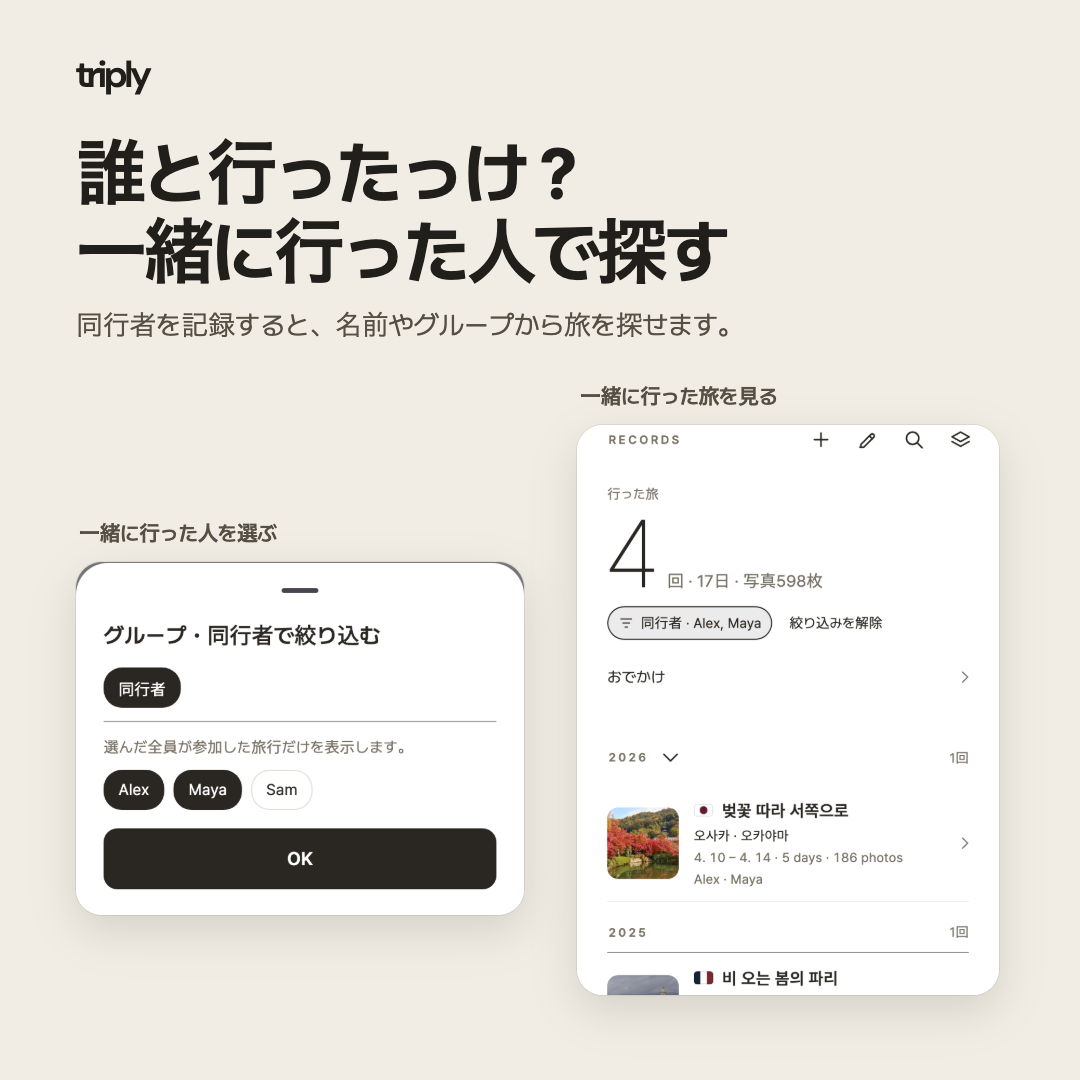 triply
誰と行ったっけ？
一緒に行った人で探す
同行者を記録すると、名前やグループから旅を探せます。
一緒に行った人を選ぶ
グループ・同行者で絞り込む
同行者
選んだ全員が参加した旅行だけを表示します。
Alex Maya Sam
OK
一緒に行った旅を見る
RECORDS
行った旅
4 回 · 17日 · 写真598枚
同行者 · Alex, Maya 絞り込みを解除
おでかけ
2026 1回
벚꽃 따라 서쪽으로
오사카 · 오카야마
4. 10 – 4. 14 · 5 days · 186 photos
Alex · Maya
2025 1回
비 오는 봄의 파리